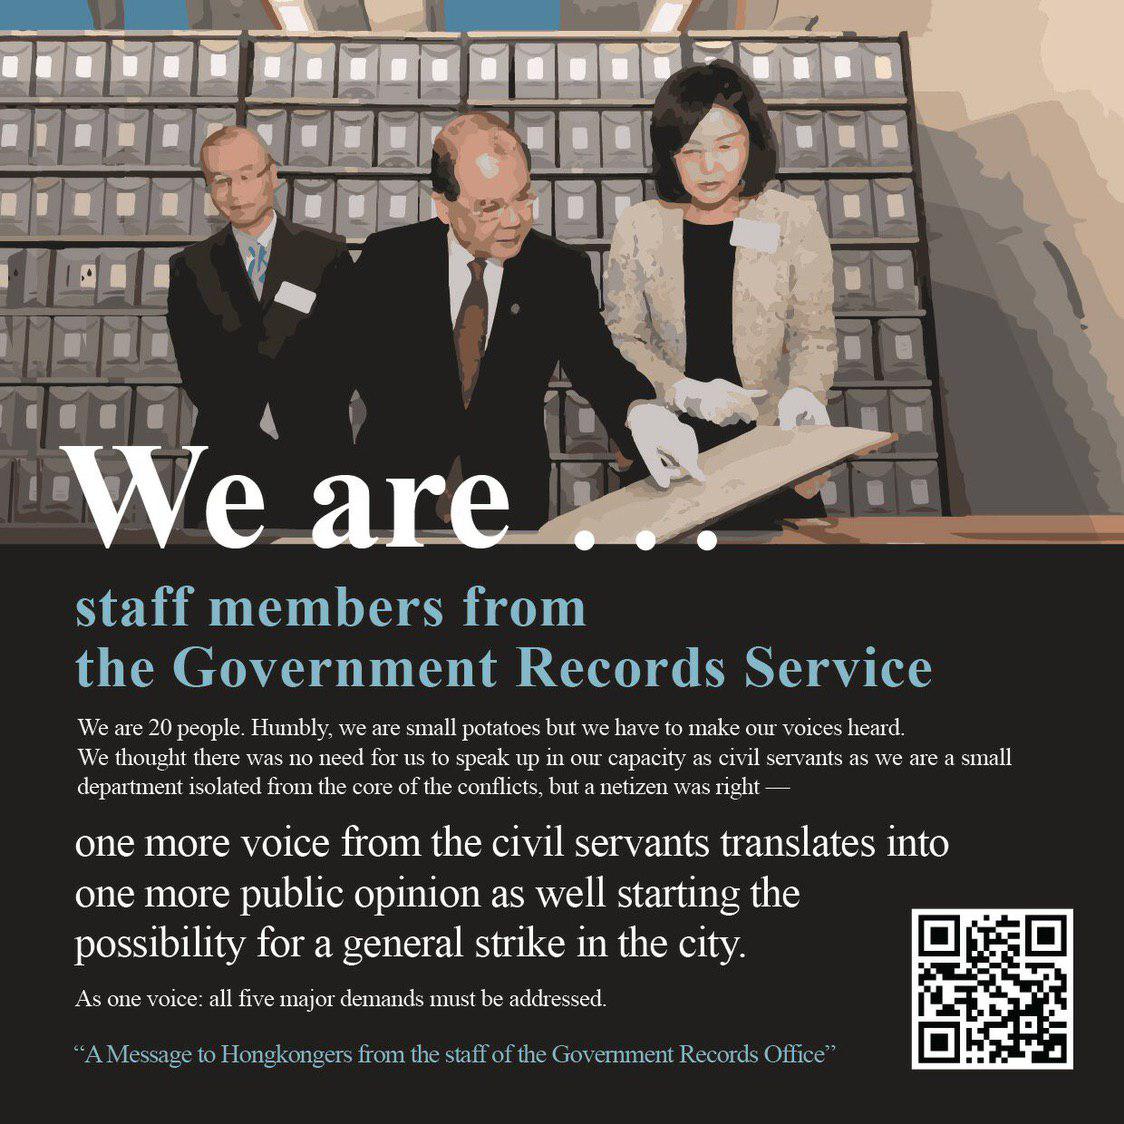 We are ...
staff members from
the Government Records Service
We are 20 people. Humbly, we are small potatoes but we have to make our voices heard.
We thought there was no need for us to speak up in our capacity as civil servants as we are a small
department isolated from the core of the conflicts, but a netizen was right —
one more voice from the civil servants translates into
one more public opinion as well starting the
possibility for a general strike in the city.
As one voice: all five major demands must be addressed.
“A Message to Hongkongers from the staff of the Government Records Office”